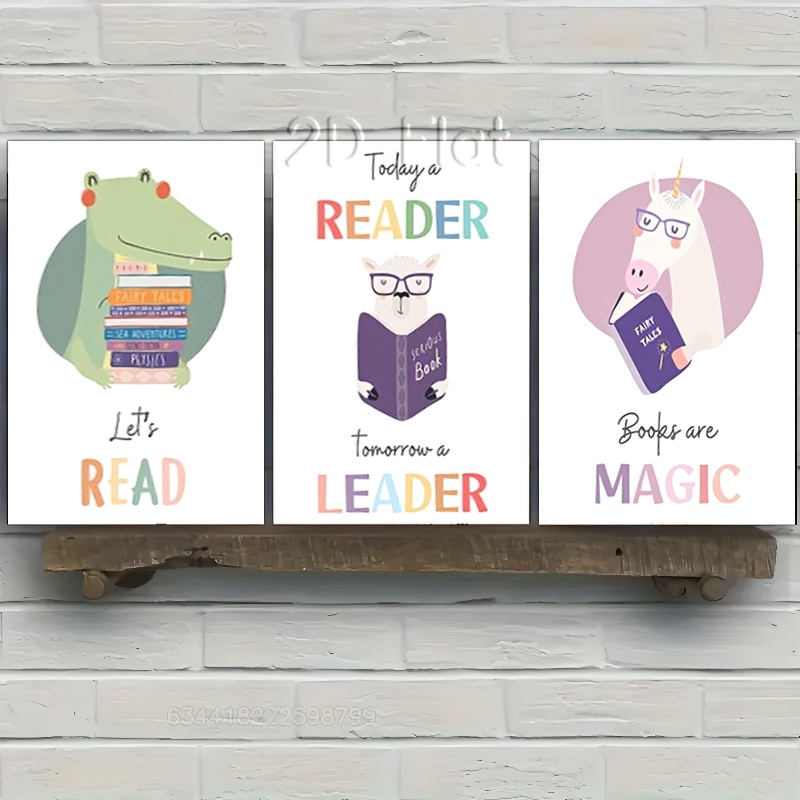 2D Flat
FAIRY TALES
SEA ADVENTURES
PHYSICS
Let's
READ
Today a
READER
SERIOUS
Book
Tomorrow a
LEADER
FAIRY
TALES
Books are
MAGIC
634418222598799